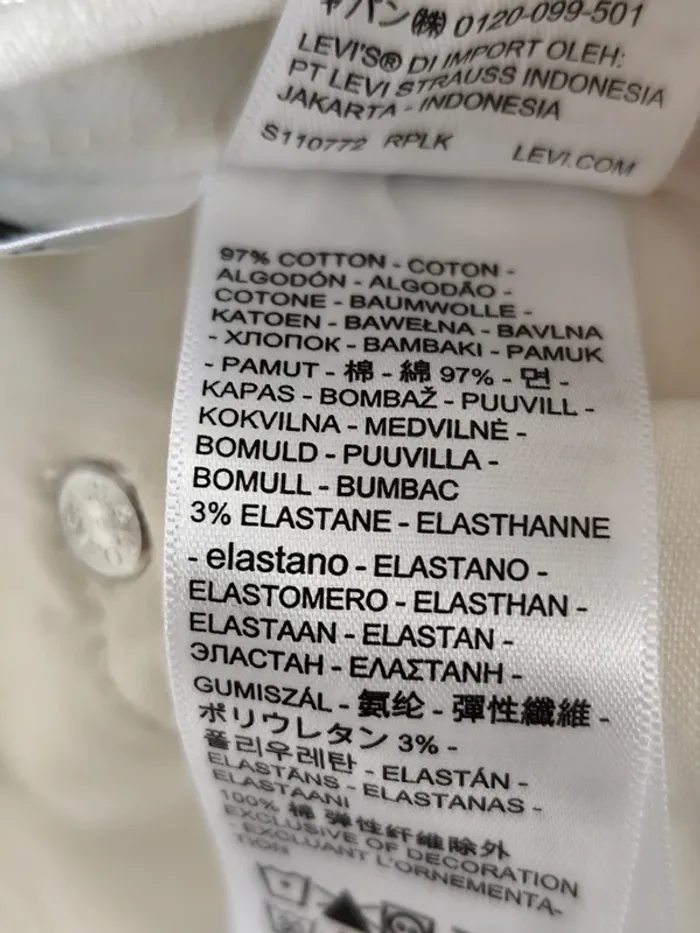 ャパン㈱ 0120-099-501
LEVI'S® DI IMPORT OLEH:
PT LEVI STRAUSS INDONESIA
JAKARTA - INDONESIA
S110772 RPLK LEVI.COM
97% COTTON - COTON -
ALGODÓN - ALGODÃO -
COTONE - BAUMWOLLE -
KATOEN - BAWEŁNA - BAVLNA
- ХЛОПОК - BAMBAKI - PAMUK
- PAMUT - 棉 - 綿 97% - 면 -
KAPAS - BOMBAŽ - PUUVILL -
KOKVILNA - MEDVILNĖ -
BOMULD - PUUVILLA -
BOMULL - BUMBAC
3% ELASTANE - ELASTHANNE
- elastano - ELASTANO -
ELASTOMERO - ELASTHAN -
ELASTAAN - ELASTAN -
ЭЛАСТАН - ΕΛΑΣΤΑΝΗ -
GUMISZÁL - 氨纶 - 彈性纖維 -
ポリウレタン 3% -
폴리우레탄 - ELASTÁN -
ELASTĀNS - ELASTANAS -
ELASTAANI
100% 棉 弹性纤维除外
EXCLUSIVE OF DECORATION
- EXCLUANT L'ORNEMENTA-
TION